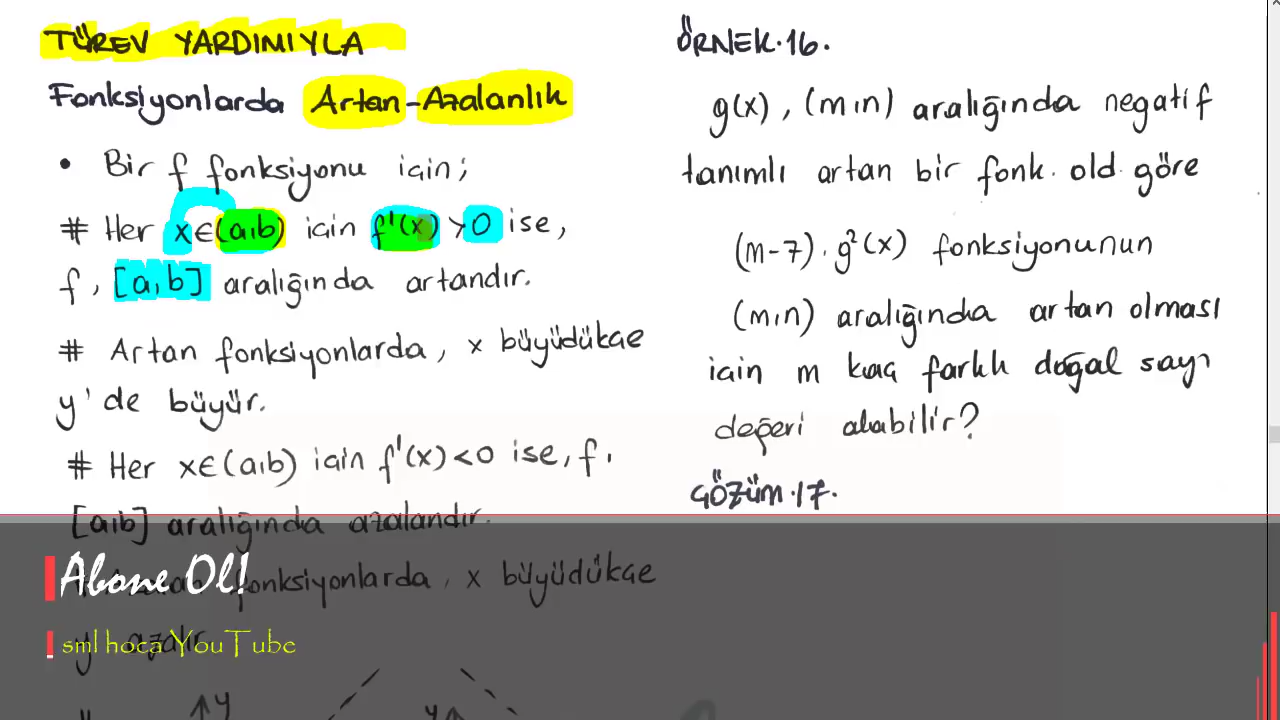 TÜREV YARDIMIYLA
Fonksiyonlarda Artan-Azalanlık
• Bir f fonksiyonu için;
# Her x∈(a,b) için f'(x)>0 ise,
f, [a,b] aralığında artandır.
# Artan fonksiyonlarda, x büyüdükçe
y'de büyür.
# Her x∈(a,b) için f'(x)<0 ise, f,
[a,b] aralığında azalandır.
fonksiyonlarda, x büyüdükçe
y azalır
y
y
ÖRNEK.16.
g(x), (m,n) aralığında negatif
tanımlı artan bir fonk. old. göre
(m-7).g²(x) fonksiyonunun
(m,n) aralığında artan olması
için m kaç farklı doğal sayı
değeri alabilir?
ÇÖZÜM.17.
Abone Ol!
sml hoca YouTube